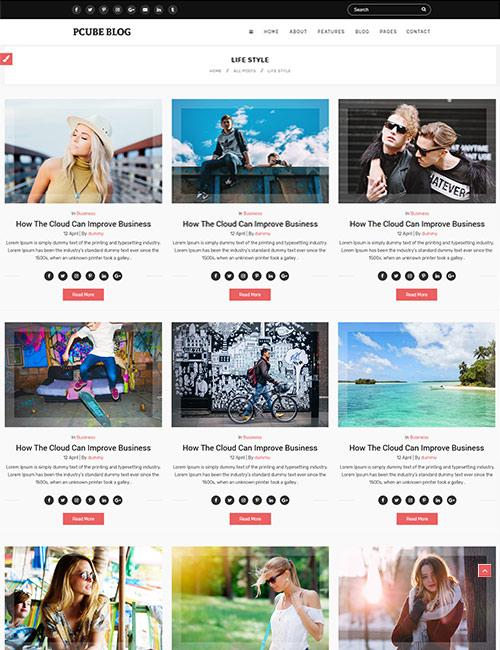 Search
PCUBE BLOG
HOME ABOUT FEATURES BLOG PAGES CONTACT
LIFE STYLE
HOME // ALL POSTS // LIFE STYLE
ANYTIME
WHATEVER
In Business
How The Cloud Can Improve Business
12 April | By dummy
Lorem Ipsum is simply dummy text of the printing and typesetting industry.
Lorem Ipsum has been the industry's standard dummy text ever since the
1500s, when an unknown printer took a galley...
Read More
In Business
How The Cloud Can Improve Business
12 April | By dummy
Lorem Ipsum is simply dummy text of the printing and typesetting industry.
Lorem Ipsum has been the industry's standard dummy text ever since the
1500s, when an unknown printer took a galley...
Read More
In Business
How The Cloud Can Improve Business
12 April | By dummy
Lorem Ipsum is simply dummy text of the printing and typesetting industry.
Lorem Ipsum has been the industry's standard dummy text ever since the
1500s, when an unknown printer took a galley...
Read More
In Business
How The Cloud Can Improve Business
12 April | By dummy
Lorem Ipsum is simply dummy text of the printing and typesetting industry.
Lorem Ipsum has been the industry's standard dummy text ever since the
1500s, when an unknown printer took a galley...
Read More
In Business
How The Cloud Can Improve Business
12 April | By dummy
Lorem Ipsum is simply dummy text of the printing and typesetting industry.
Lorem Ipsum has been the industry's standard dummy text ever since the
1500s, when an unknown printer took a galley...
Read More
In Business
How The Cloud Can Improve Business
12 April | By dummy
Lorem Ipsum is simply dummy text of the printing and typesetting industry.
Lorem Ipsum has been the industry's standard dummy text ever since the
1500s, when an unknown printer took a galley...
Read More